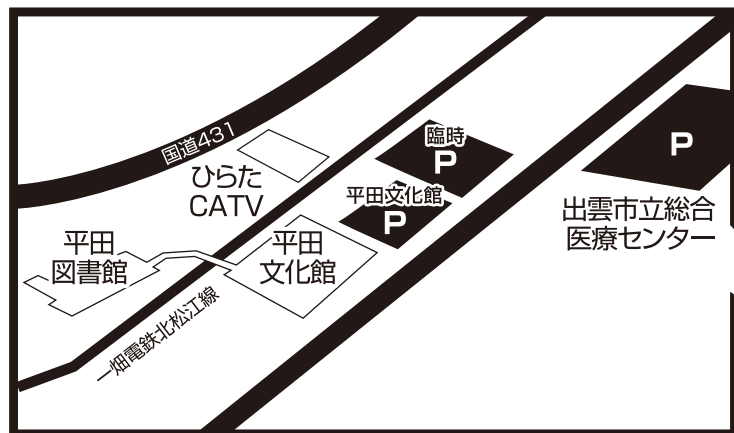 国道431
ひらた
CATV
臨時
P
平田文化館
P
P
出雲市立総合
医療センター
平田
図書館
平田
文化館
一畑電鉄北松江線